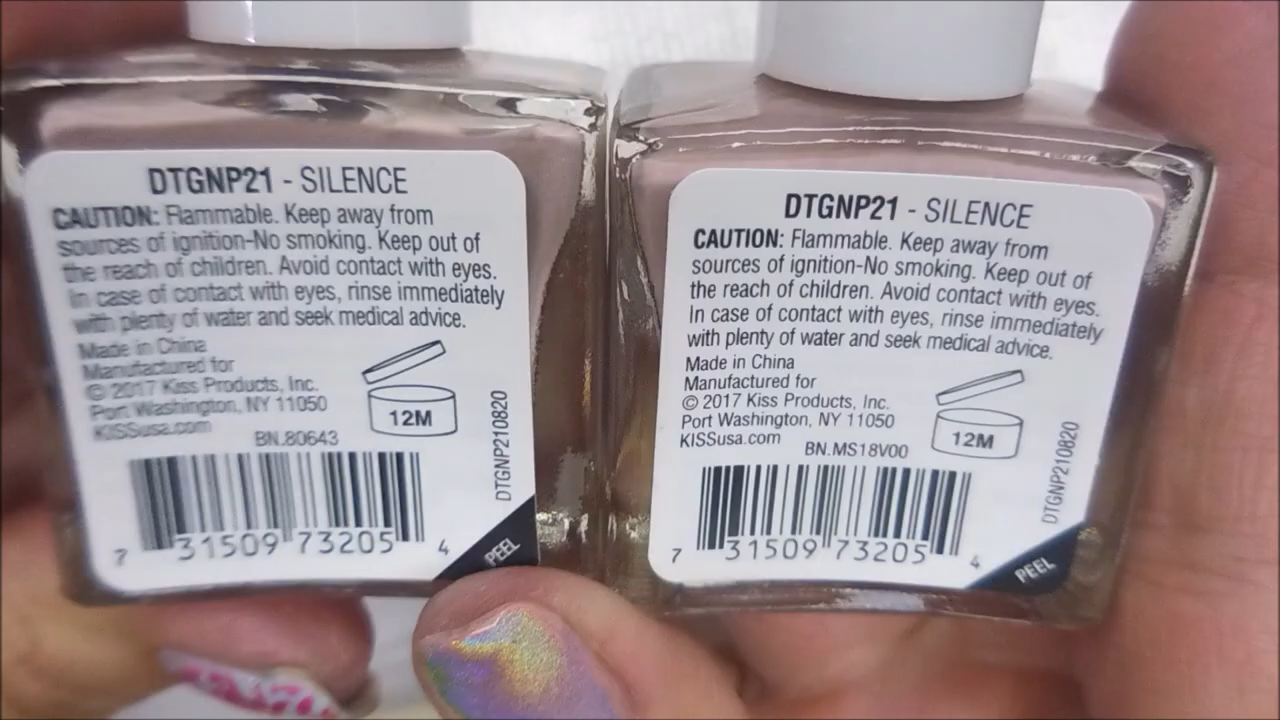 DTGNP21 - SILENCE
CAUTION: Flammable. Keep away from
sources of ignition-No smoking. Keep out of
the reach of children. Avoid contact with eyes.
In case of contact with eyes, rinse immediately
with plenty of water and seek medical advice.
Made in China
Manufactured for
© 2017 Kiss Products, Inc.
Port Washington, NY 11050
KISSusa.com
BN.80643
12M
DTGNP210820
7 31509 73205 4
PEEL
DTGNP21 - SILENCE
CAUTION: Flammable. Keep away from
sources of ignition-No smoking. Keep out of
the reach of children. Avoid contact with eyes.
In case of contact with eyes, rinse immediately
with plenty of water and seek medical advice.
Made in China
Manufactured for
© 2017 Kiss Products, Inc.
Port Washington, NY 11050
KISSusa.com
BN.MS18V00
12M
DTGNP210820
7 31509 73205 4
PEEL